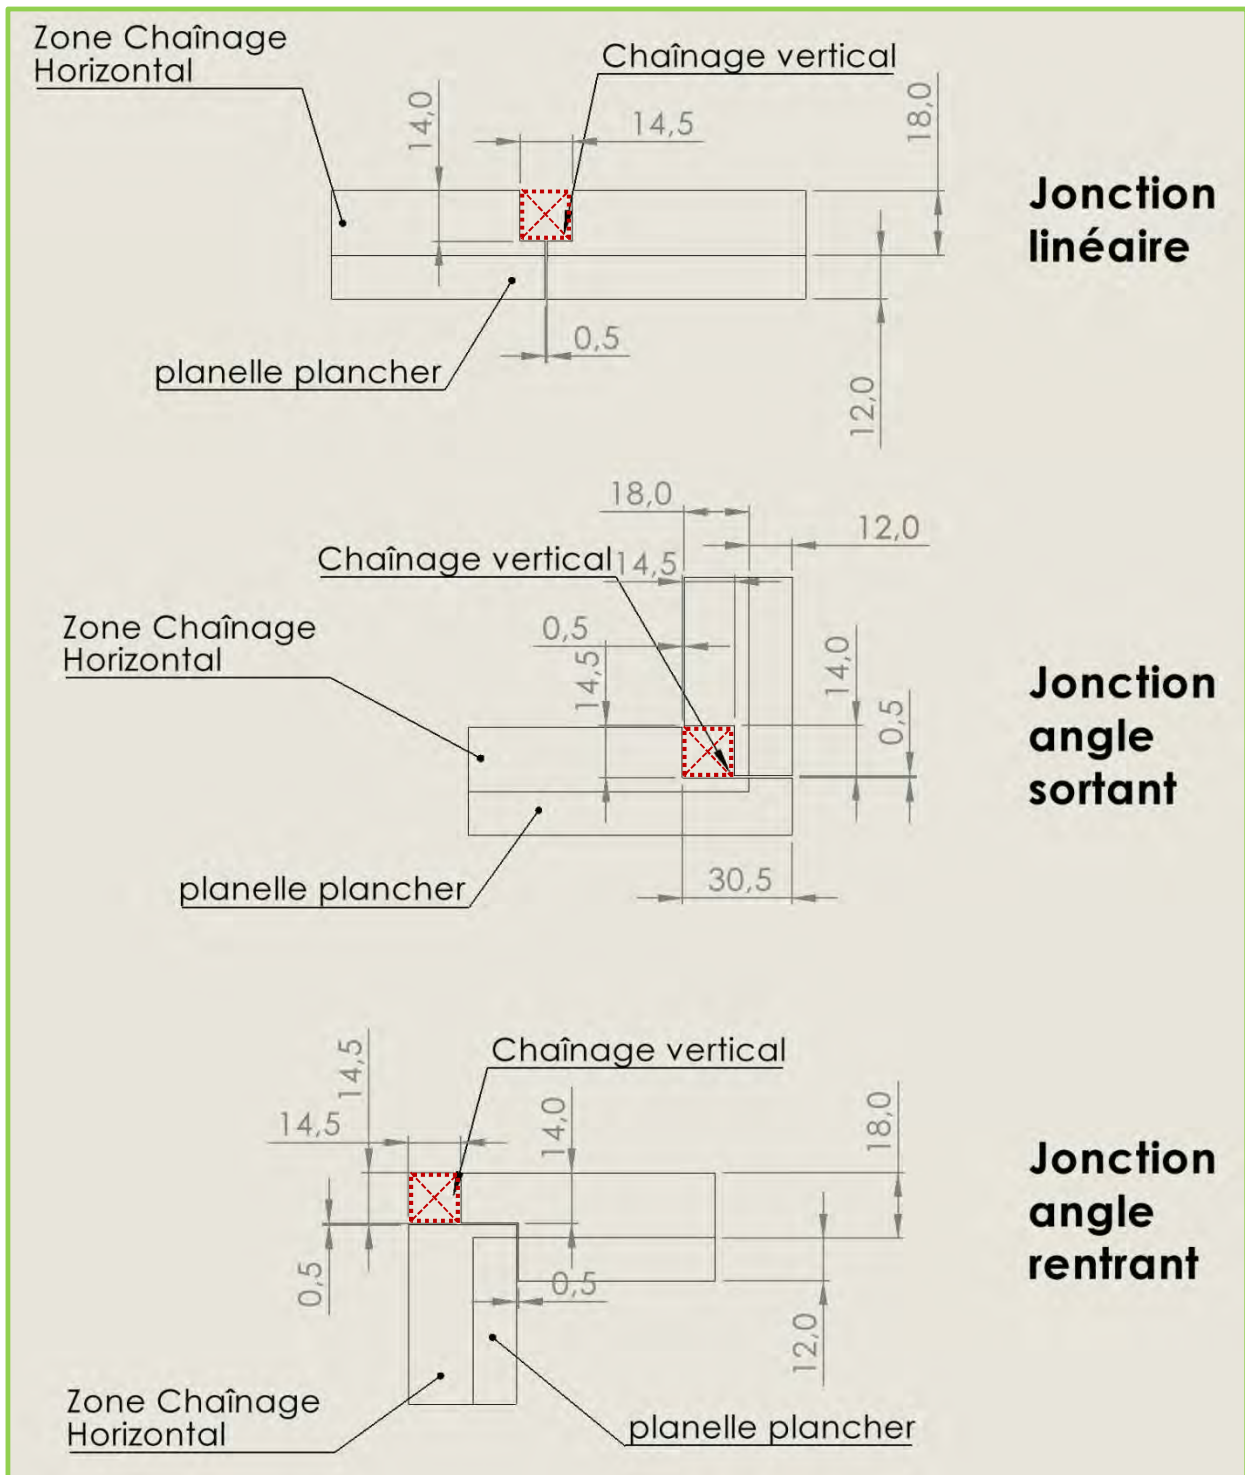 Zone Chaînage
Horizontal
Chaînage vertical
14,0
14,5
18,0
Jonction
linéaire
0,5
planelle plancher
12,0
18,0
12,0
Chaînage vertical
14,5
Zone Chaînage
Horizontal
0,5
14,5
14,0
0,5
Jonction
angle
sortant
planelle plancher
30,5
Chaînage vertical
14,5
14,5
14,0
18,0
Jonction
angle
rentrant
0,5
0,5
12,0
Zone Chaînage
Horizontal
planelle plancher